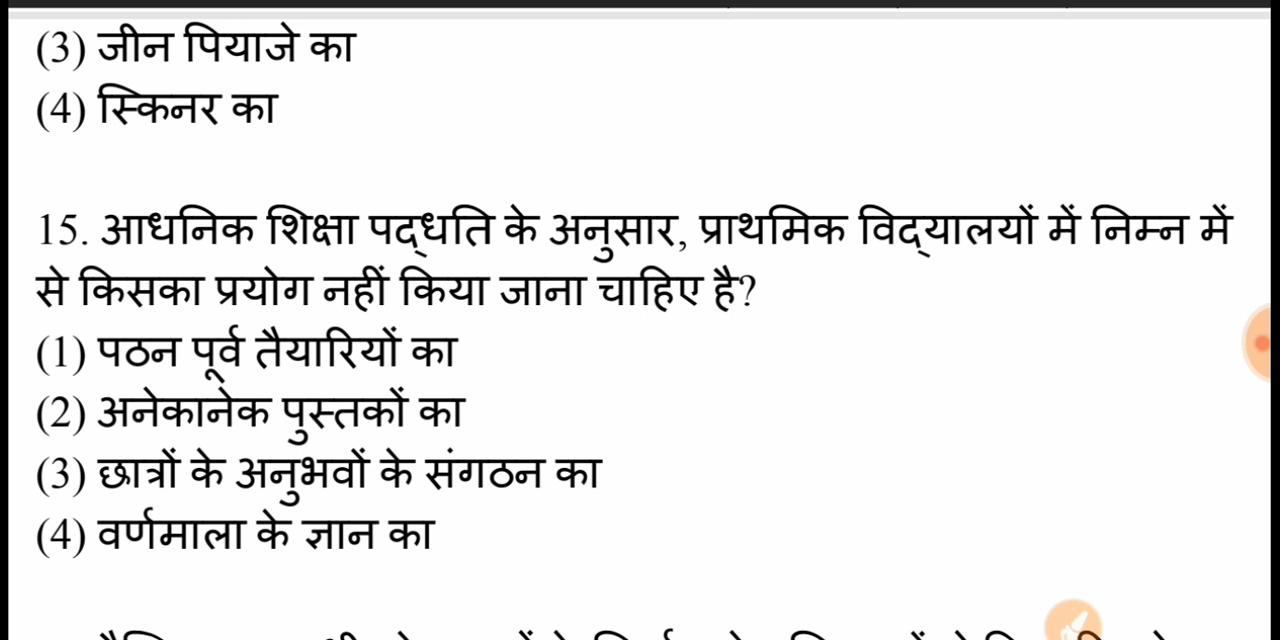 (3) जीन पियाजे का
(4) स्किनर का
15. आधनिक शिक्षा पद्धति के अनुसार, प्राथमिक विद्यालयों में निम्न में
से किसका प्रयोग नहीं किया जाना चाहिए है?
(1) पठन पूर्व तैयारियों का
(2) अनेकानेक पुस्तकों का
(3) छात्रों के अनुभवों के संगठन का
(4) वर्णमाला के ज्ञान का